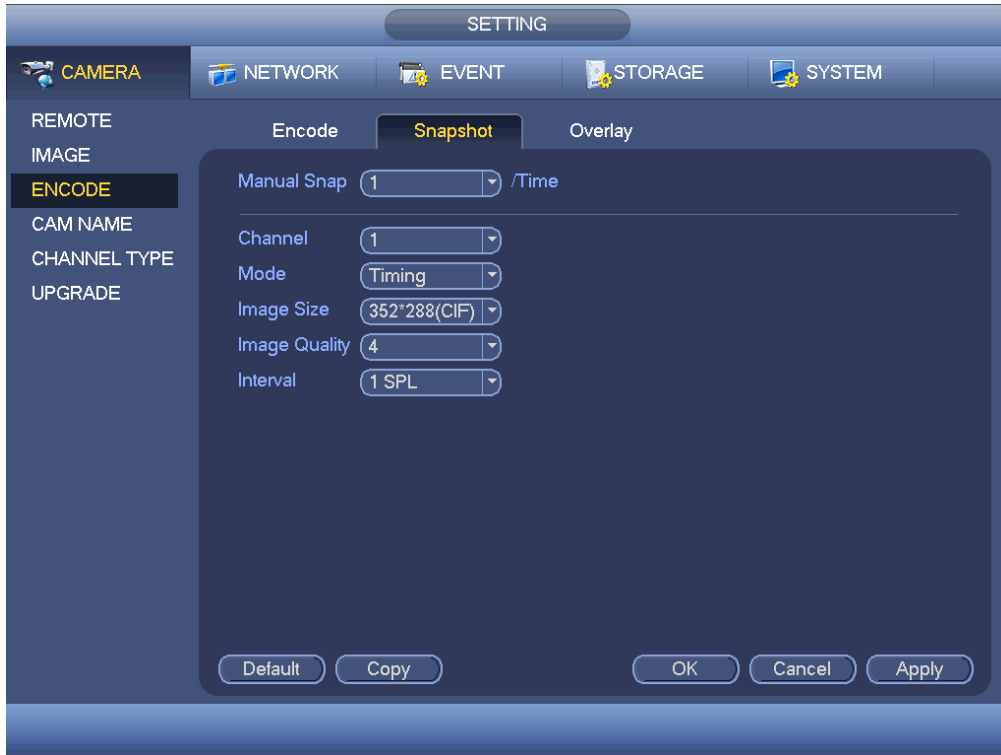 SETTING
CAMERA NETWORK EVENT STORAGE SYSTEM
REMOTE
IMAGE
ENCODE
CAM NAME
CHANNEL TYPE
UPGRADE
Encode Snapshot Overlay
Manual Snap 1 /Time
Channel 1
Mode Timing
Image Size 352*288(CIF)
Image Quality 4
Interval 1 SPL
Default Copy OK Cancel Apply